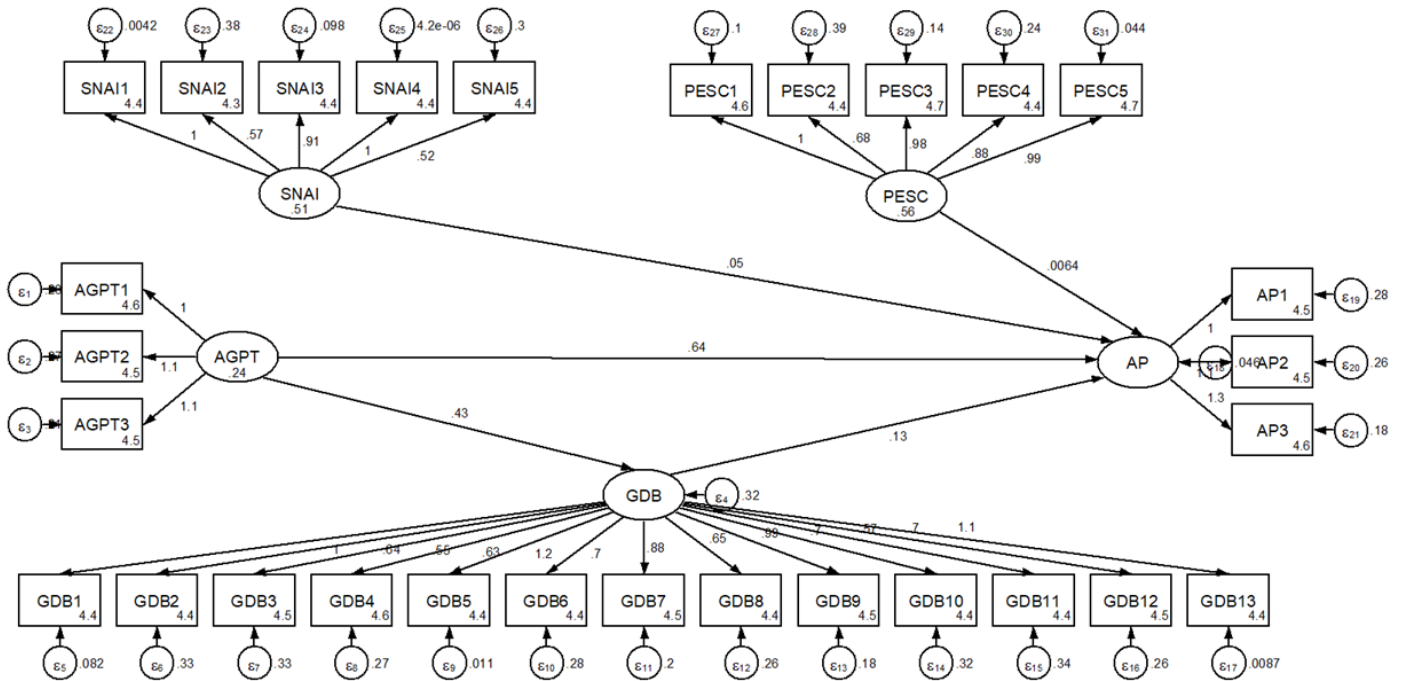 ε22 .0042 ε23 .38 ε24 .098 ε25 4.2e-06 ε26 .3
ε27 .1 ε28 .39 ε29 .14 ε30 .24 ε31 .044
SNAI1 4.4 SNAI2 4.3 SNAI3 4.4 SNAI4 4.4 SNAI5 4.4
PESC1 4.6 PESC2 4.4 PESC3 4.7 PESC4 4.4 PESC5 4.7
1 .57 .91 1 .52
1 .68 .98 .88 .99
SNAI .51
PESC .56
.05
.0064
ε1 AGPT1 4.6
1
AP1 4.5 ε19 .28
1
ε2 AGPT2 4.5
1.1
AGPT .24
.64
AP
ε18 .046
AP2 4.5 ε20 .26
ε3 AGPT3 4.5
1.1
1.3
AP3 4.6 ε21 .18
.43
.13
GDB ε4 .32
1 .64 .55 .63 1.2 .7 .88 .65 .99 .7 .57 .7 1.1
GDB1 4.4 GDB2 4.4 GDB3 4.5 GDB4 4.6 GDB5 4.4 GDB6 4.4 GDB7 4.5 GDB8 4.4 GDB9 4.5 GDB10 4.4 GDB11 4.4 GDB12 4.5 GDB13 4.4
ε5 .082 ε6 .33 ε7 .33 ε8 .27 ε9 .011 ε10 .28 ε11 .2 ε12 .26 ε13 .18 ε14 .32 ε15 .34 ε16 .26 ε17 .0087